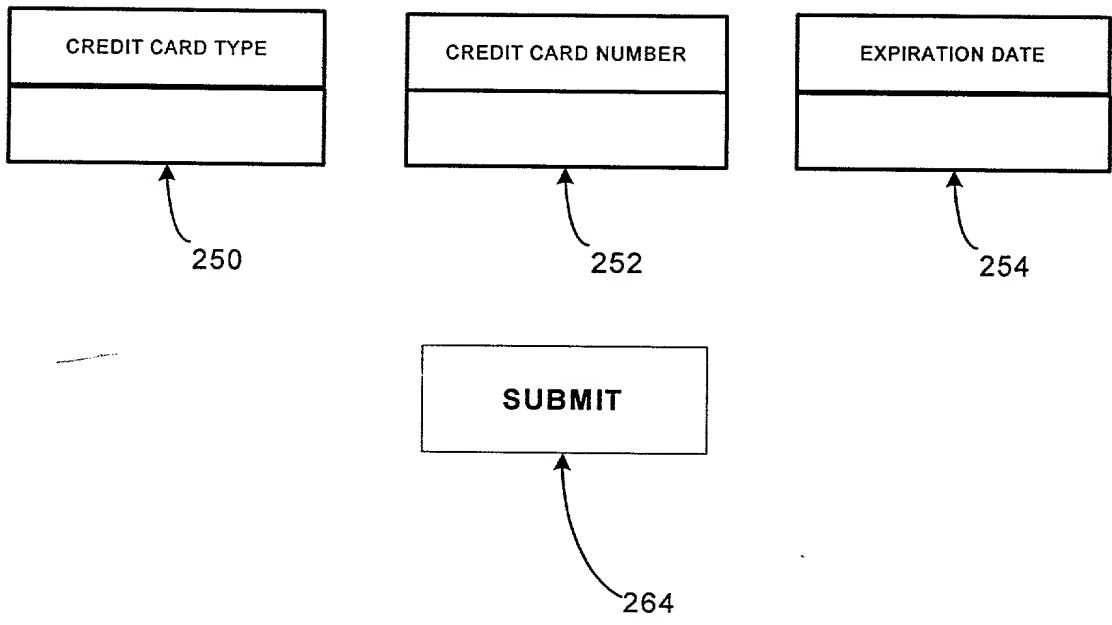 CREDIT CARD TYPE
CREDIT CARD NUMBER
EXPIRATION DATE
250
252
254
SUBMIT
264